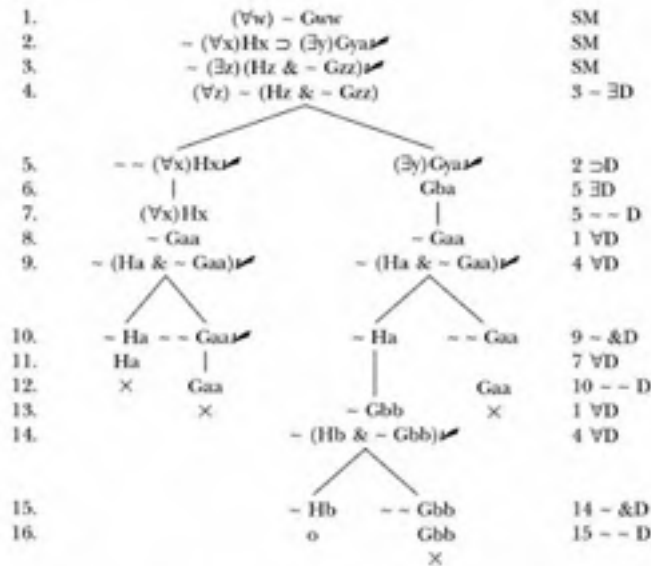 1. (∀w) ~ Gww SM
2. ~ (∀x)Hx ⊃ (∃y)Gya✓ SM
3. ~ (∃z)(Hz & ~ Gzz)✓ SM
4. (∀z) ~ (Hz & ~ Gzz) 3 ~ ∃D
5. ~ ~ (∀x)Hx✓ (∃y)Gya✓ 2 ⊃D
6. Gba 5 ∃D
7. (∀x)Hx 5 ~ ~ D
8. ~ Gaa ~ Gaa 1 ∀D
9. ~ (Ha & ~ Gaa)✓ ~ (Ha & ~ Gaa)✓ 4 ∀D
10. ~ Ha ~ ~ Gaa✓ ~ Ha ~ ~ Gaa 9 ~ &D
11. Ha 7 ∀D
12. × Gaa Gaa 10 ~ ~ D
13. × ~ Gbb × 1 ∀D
14. ~ (Hb & ~ Gbb)✓ 4 ∀D
15. ~ Hb ~ ~ Gbb 14 ~ &D
16. o Gbb 15 ~ ~ D
×